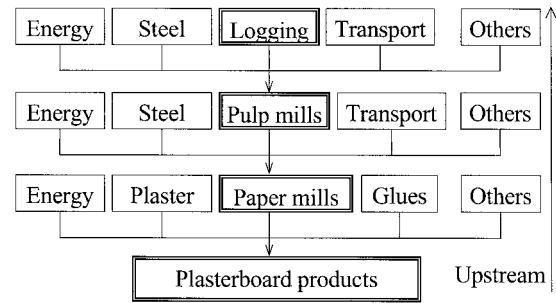 Energy Steel Logging Transport Others
Energy Steel Pulp mills Transport Others
Energy Plaster Paper mills Glues Others
Plasterboard products Upstream